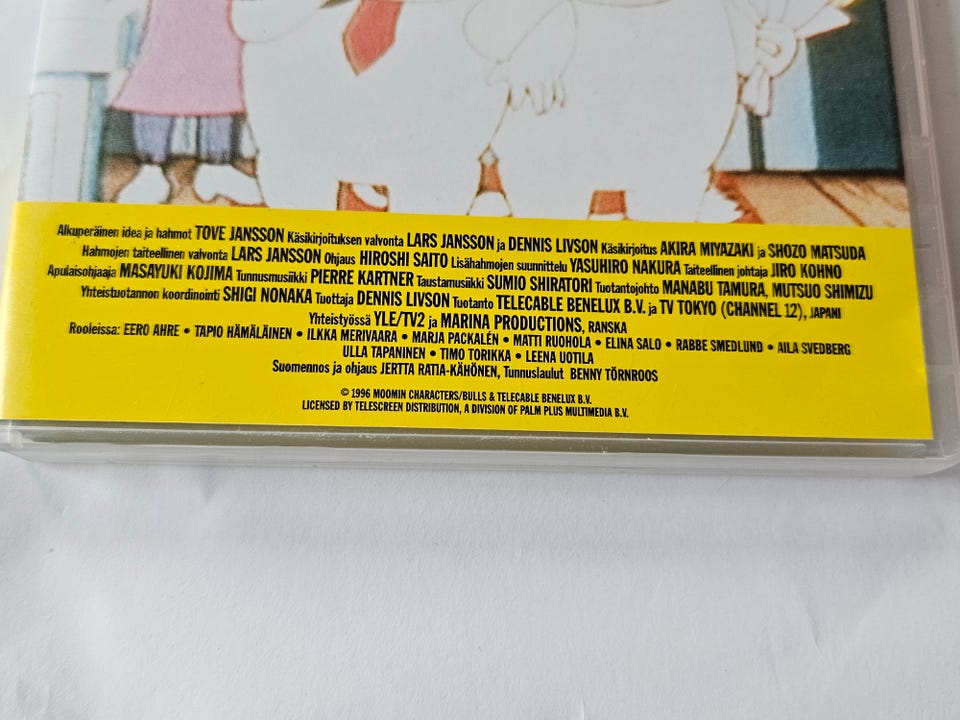 Alkuperäinen idea ja hahmot TOVE JANSSON Käsikirjoituksen valvonta LARS JANSSON ja DENNIS LIVSON Käsikirjoitus AKIRA MIYAZAKI ja SHOZO MATSUDA
Hahmojen taiteellinen valvonta LARS JANSSON Ohjaus HIROSHI SAITO Lisähahmojen suunnittelu YASUHIRO NAKURA Taiteellinen johtaja JIRO KOHNO
Apulaisohjaaja MASAYUKI KOJIMA Tunnusmusiikki PIERRE KARTNER Taustamusiikki SUMIO SHIRATORI Tuotantojohto MANABU TAMURA, MUTSUO SHIMIZU
Yhteistuotannon koordinointi SHIGI NONAKA Tuottaja DENNIS LIVSON Tuotanto TELECABLE BENELUX B.V. ja TV TOKYO (CHANNEL 12), JAPANI
Yhteistyössä YLE/TV2 ja MARINA PRODUCTIONS, RANSKA
Rooleissa: EERO AHRE • TAPIO HÄMÄLÄINEN • ILKKA MERIVAARA • MARJA PACKALÉN • MATTI RUOHOLA • ELINA SALO • RABBE SMEDLUND • AILA SVEDBERG
ULLA TAPANINEN • TIMO TORIKKA • LEENA UOTILA
Suomennos ja ohjaus JERTTA RATIA-KÄHÖNEN, Tunnuslaulut BENNY TÖRNROOS
© 1996 MOOMIN CHARACTERS/BULLS & TELECABLE BENELUX B.V.
LICENSED BY TELESCREEN DISTRIBUTION, A DIVISION OF PALM PLUS MULTIMEDIA B.V.